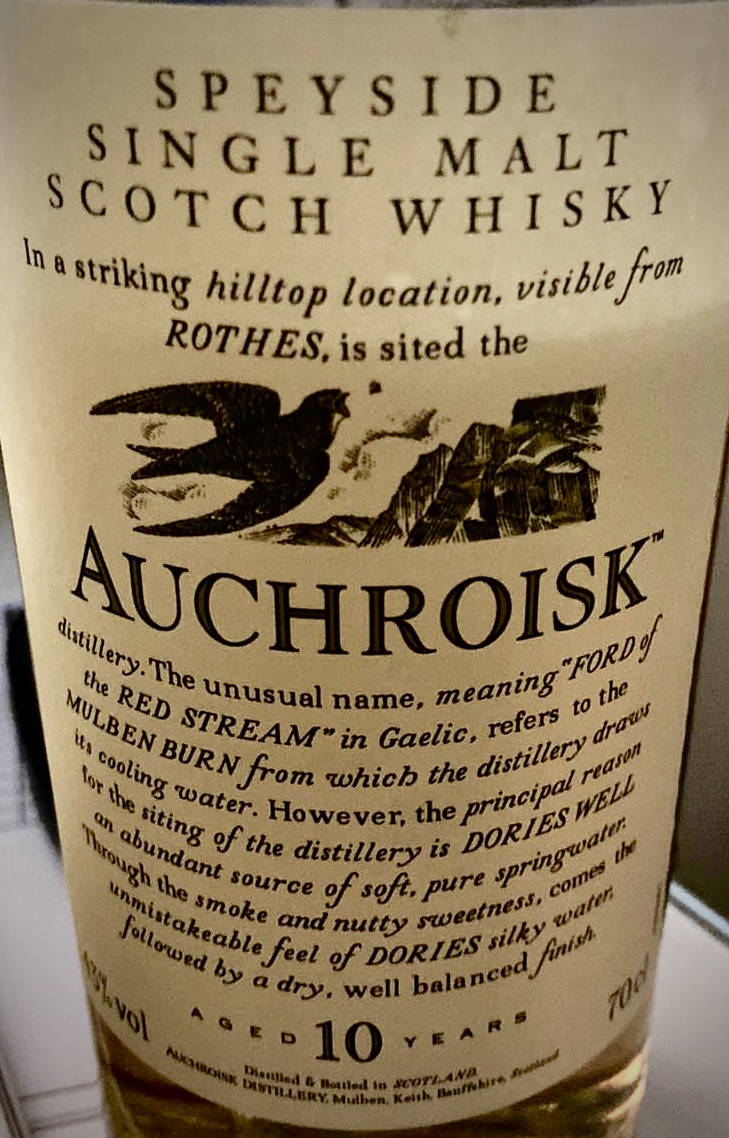 SPEYSIDE
SINGLE MALT
SCOTCH WHISKY
In a striking hilltop location, visible from
ROTHES, is sited the
AUCHROISK™
distillery. The unusual name, meaning "FORD of
the RED STREAM" in Gaelic, refers to the
MULBEN BURN from which the distillery draws
its cooling water. However, the principal reason
for the siting of the distillery is DORIES WELL
an abundant source of soft, pure springwater.
Through the smoke and nutty sweetness, comes the
unmistakeable feel of DORIES silky water,
followed by a dry, well balanced finish.
43% vol
AGED 10 YEARS
70cl
Distilled & Bottled in SCOTLAND.
AUCHROISK DISTILLERY, Mulben, Keith, Banffshire, Scotland